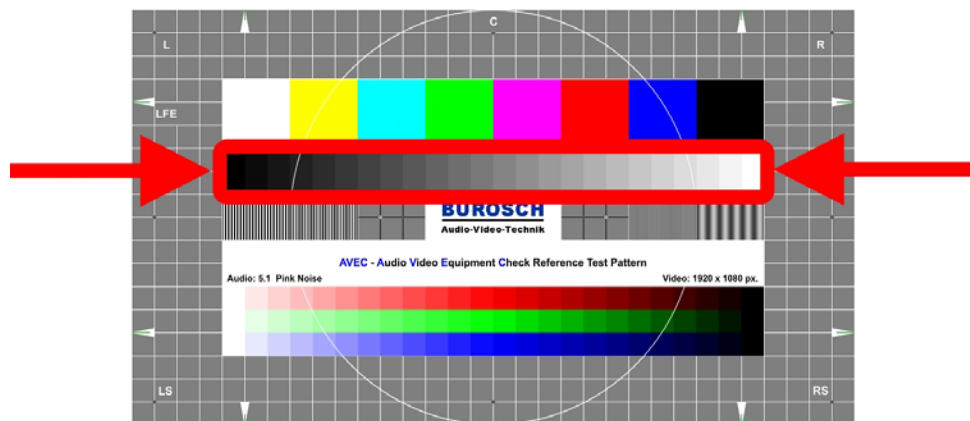 C
L
R
LFE
BUROSCH
Audio-Video-Technik
AVEC - Audio Video Equipment Check Reference Test Pattern
Audio: 5.1 Pink Noise
Video: 1920 x 1080 px.
LS
RS